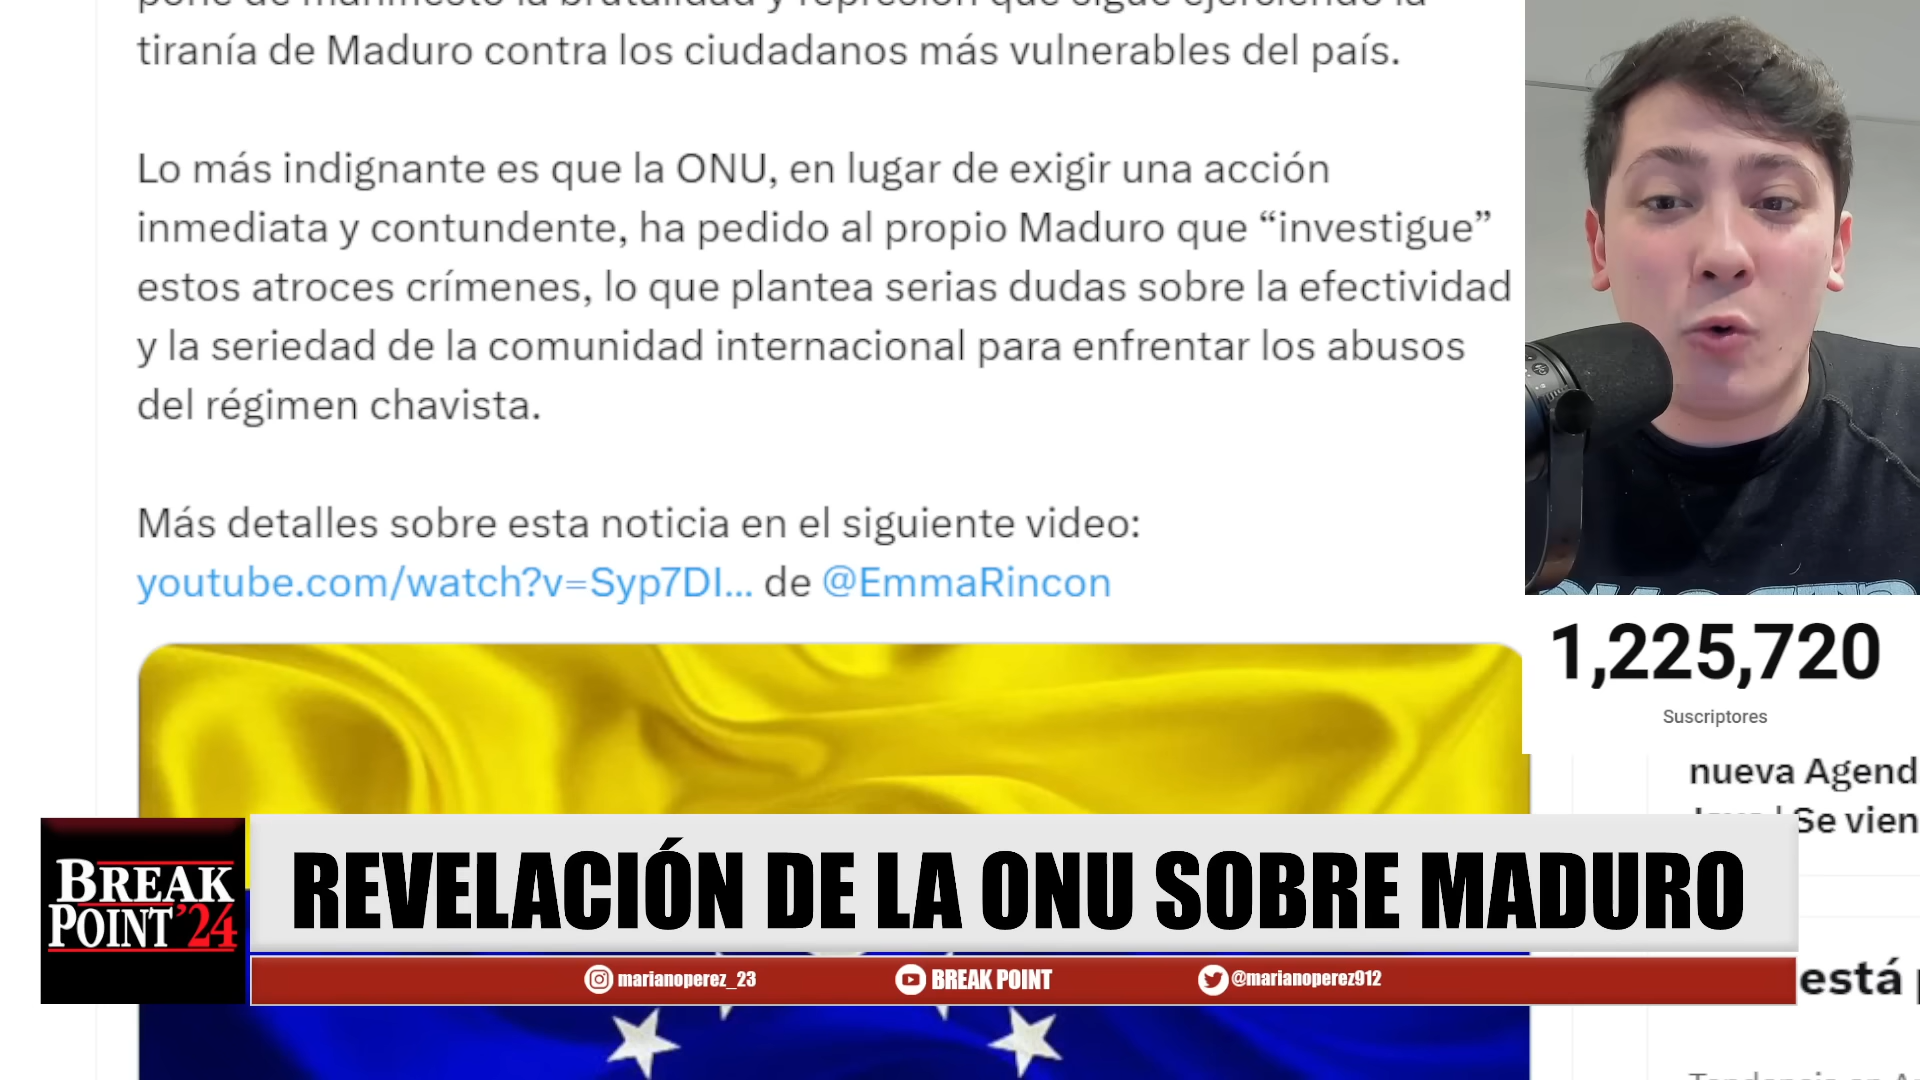 tiranía de Maduro contra los ciudadanos más vulnerables del país.
Lo más indignante es que la ONU, en lugar de exigir una acción
inmediata y contundente, ha pedido al propio Maduro que “investigue”
estos atroces crímenes, lo que plantea serias dudas sobre la efectividad
y la seriedad de la comunidad internacional para enfrentar los abusos
del régimen chavista.
Más detalles sobre esta noticia en el siguiente video:
youtube.com/watch?v=Syp7DI... de @EmmaRincon
1,225,720
Suscriptores
nueva Agend
Se vien
BREAK
POINT '24
REVELACIÓN DE LA ONU SOBRE MADURO
marianoperez_23
BREAK POINT
@marianoperez912
está